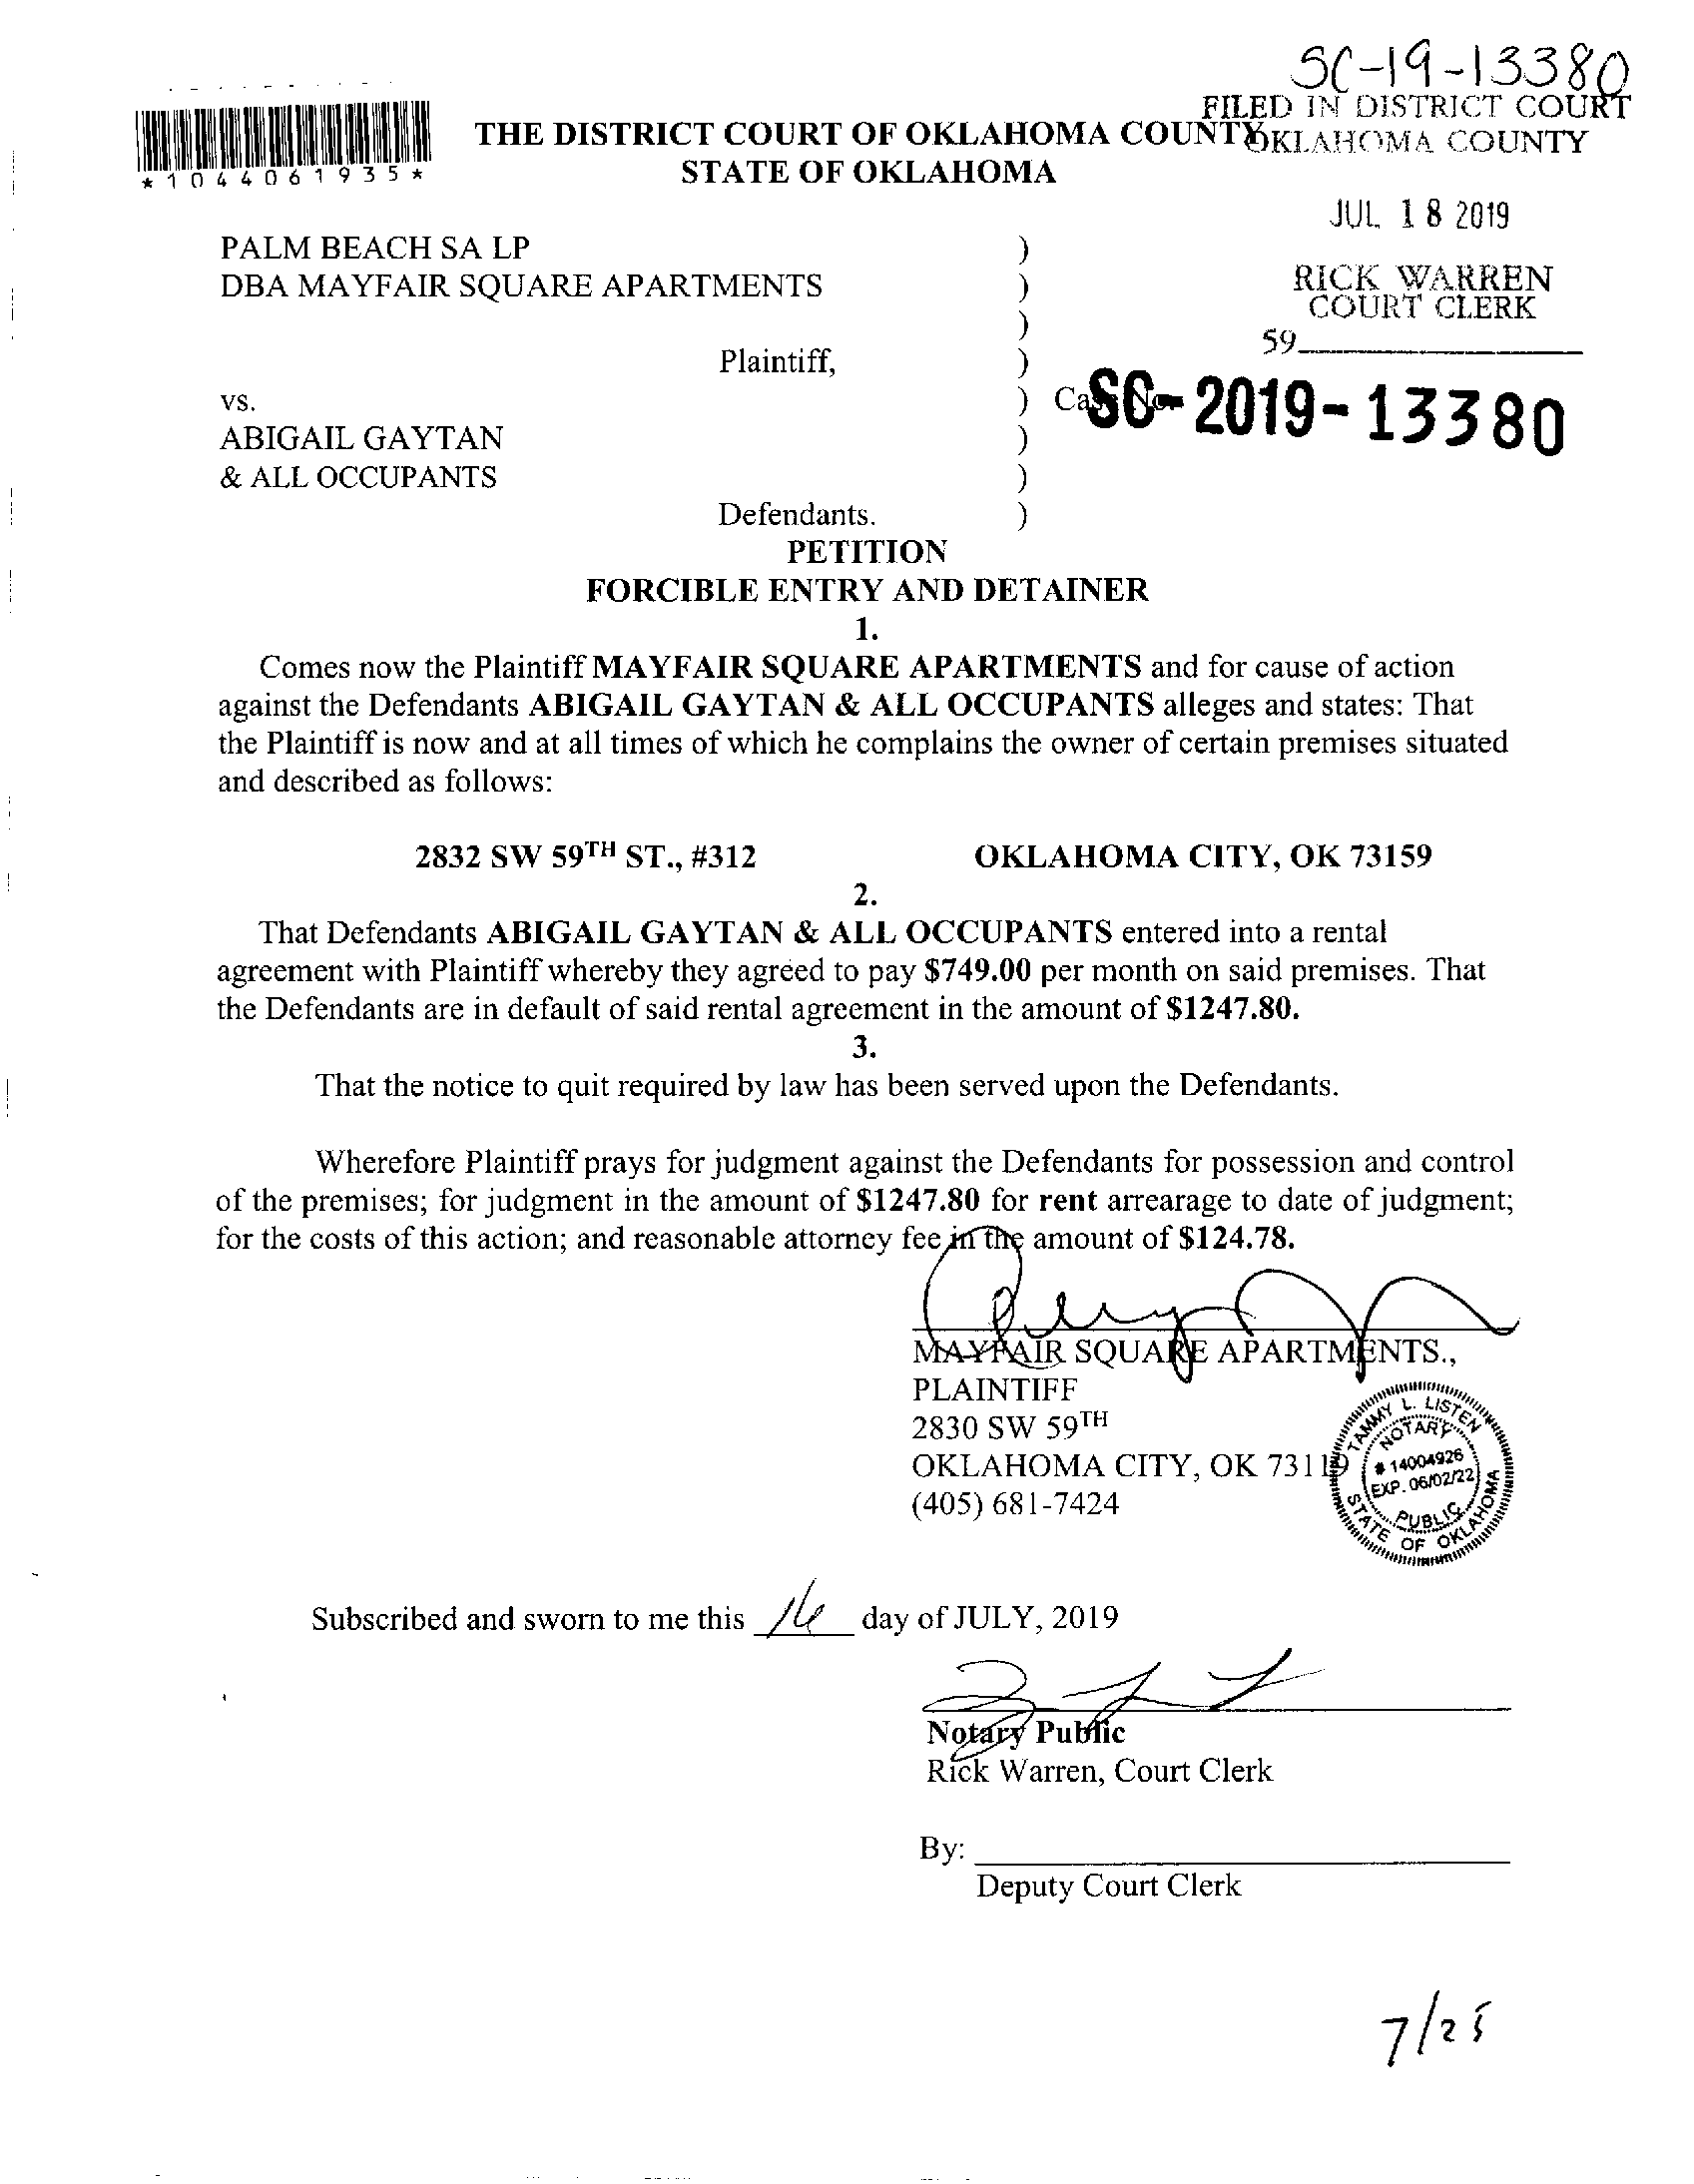 SC-19-13380
FILED IN DISTRICT COURT
OKLAHOMA COUNTY
*1044061935*
THE DISTRICT COURT OF OKLAHOMA COUNTY
STATE OF OKLAHOMA
JUL 18 2019
RICK WARREN
COURT CLERK
59
PALM BEACH SA LP )
DBA MAYFAIR SQUARE APARTMENTS )
)
Plaintiff, )
vs. ) Case No. SC-2019-13380
ABIGAIL GAYTAN )
& ALL OCCUPANTS )
Defendants. )
PETITION
FORCIBLE ENTRY AND DETAINER
1.
Comes now the Plaintiff MAYFAIR SQUARE APARTMENTS and for cause of action
against the Defendants ABIGAIL GAYTAN & ALL OCCUPANTS alleges and states: That
the Plaintiff is now and at all times of which he complains the owner of certain premises situated
and described as follows:
2832 SW 59TH ST., #312 OKLAHOMA CITY, OK 73159
2.
That Defendants ABIGAIL GAYTAN & ALL OCCUPANTS entered into a rental
agreement with Plaintiff whereby they agreed to pay $749.00 per month on said premises. That
the Defendants are in default of said rental agreement in the amount of $1247.80.
3.
That the notice to quit required by law has been served upon the Defendants.
Wherefore Plaintiff prays for judgment against the Defendants for possession and control
of the premises; for judgment in the amount of $1247.80 for rent arrearage to date of judgment;
for the costs of this action; and reasonable attorney fee in the amount of $124.78.
MAYFAIR SQUARE APARTMENTS.,
PLAINTIFF
2830 SW 59TH
OKLAHOMA CITY, OK 73119
(405) 681-7424
TAMMY L. LISTEN
NOTARY
# 14004926
EXP. 06/02/22
PUBLIC
STATE OF OKLAHOMA
Subscribed and sworn to me this 16 day of JULY, 2019
Notary Public
Rick Warren, Court Clerk
By:
Deputy Court Clerk
7/25